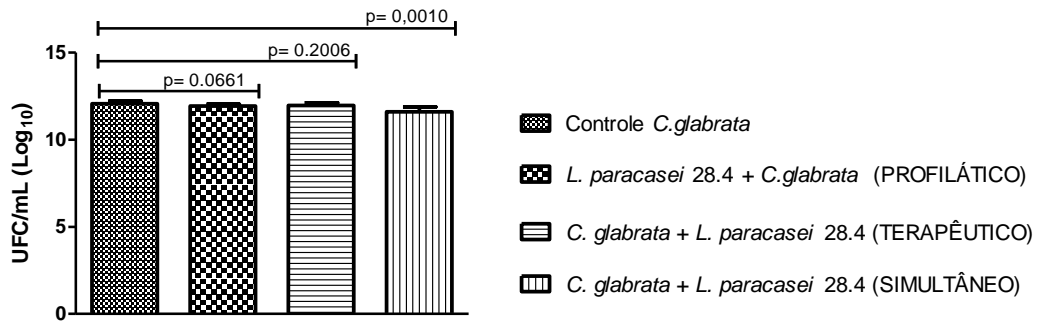 p= 0,0010
p= 0.2006
p= 0.0661
UFC/mL (Log10)
15
10
5
0
Controle C.glabrata
L. paracasei 28.4 + C.glabrata (PROFILÁTICO)
C. glabrata + L. paracasei 28.4 (TERAPÊUTICO)
C. glabrata + L. paracasei 28.4 (SIMULTÂNEO)